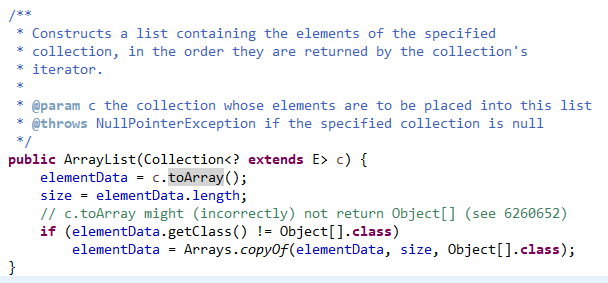 /**
 * Constructs a list containing the elements of the specified
 * collection, in the order they are returned by the collection's
 * iterator.
 *
 * @param c the collection whose elements are to be placed into this list
 * @throws NullPointerException if the specified collection is null
 */
public ArrayList(Collection<? extends E> c) {
    elementData = c.toArray();
    size = elementData.length;
    // c.toArray might (incorrectly) not return Object[] (see 6260652)
    if (elementData.getClass() != Object[].class)
        elementData = Arrays.copyOf(elementData, size, Object[].class);
}